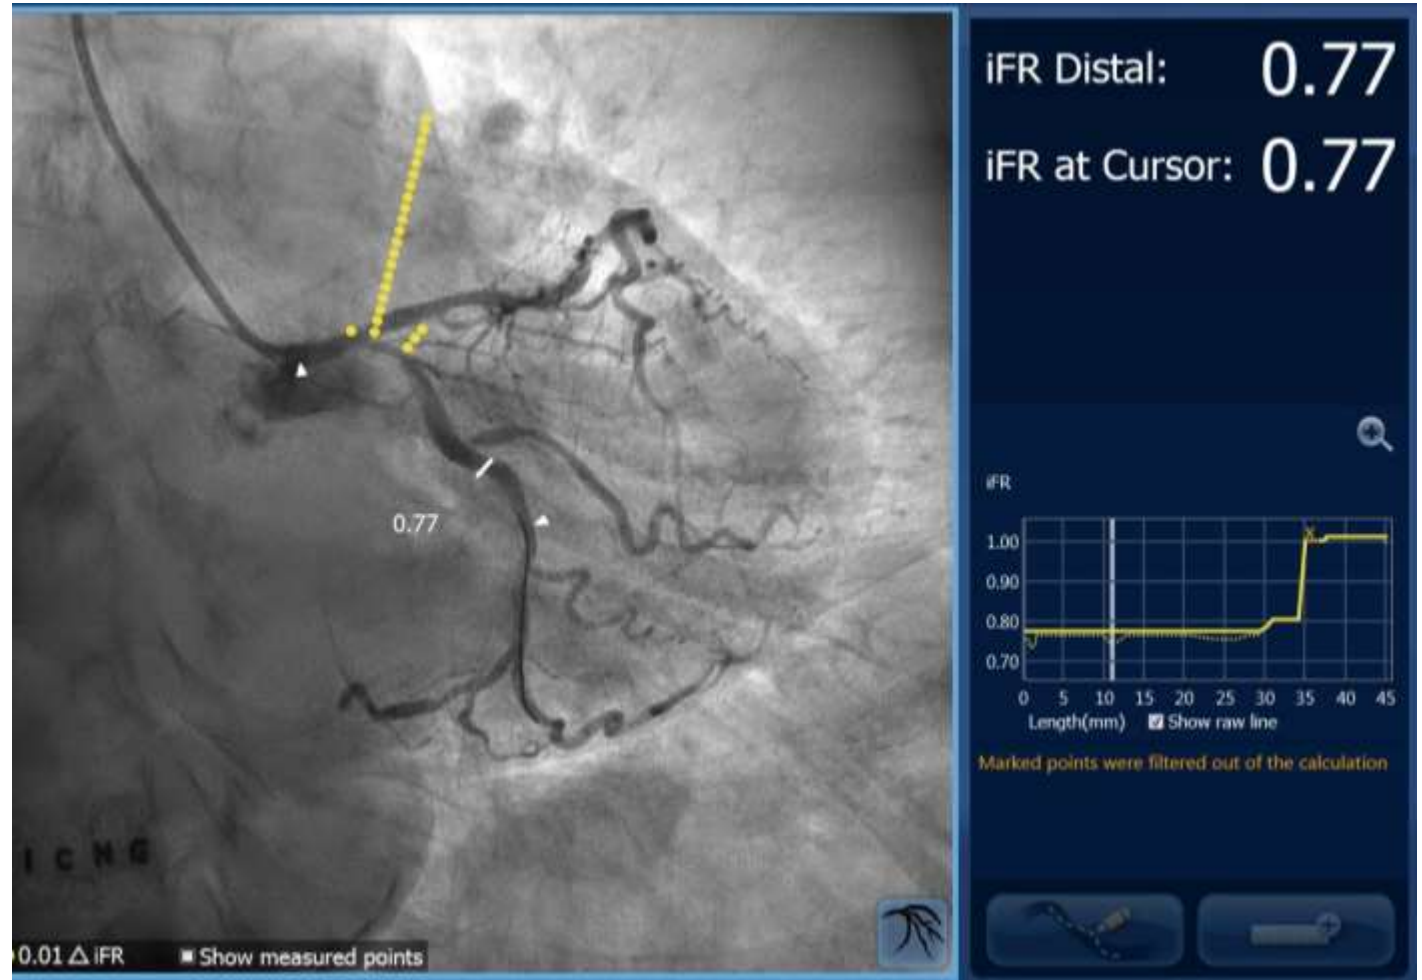 iFR Distal: 0.77
iFR at Cursor: 0.77
0.77
iFR
1.00
0.90
0.80
0.70
0 5 10 15 20 25 30 35 40 45
Length(mm) Show raw line
Marked points were filtered out of the calculation
0.01 △ iFR Show measured points